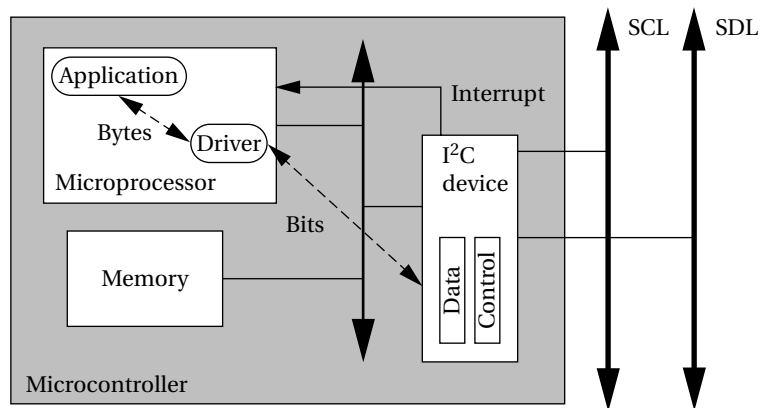 SCL
SDL
Application
Interrupt
Bytes
Driver
I²C
device
Microprocessor
Bits
Memory
Data
Control
Microcontroller